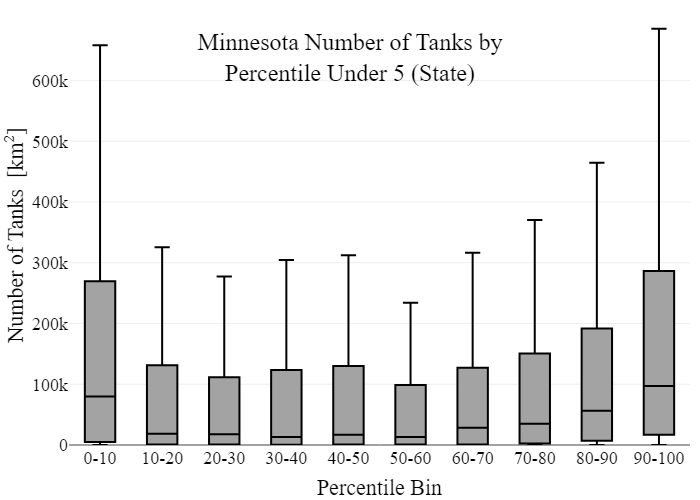 Minnesota Number of Tanks by
Percentile Under 5 (State)
Number of Tanks [km²]
600k
500k
400k
300k
200k
100k
0
0-10 10-20 20-30 30-40 40-50 50-60 60-70 70-80 80-90 90-100
Percentile Bin